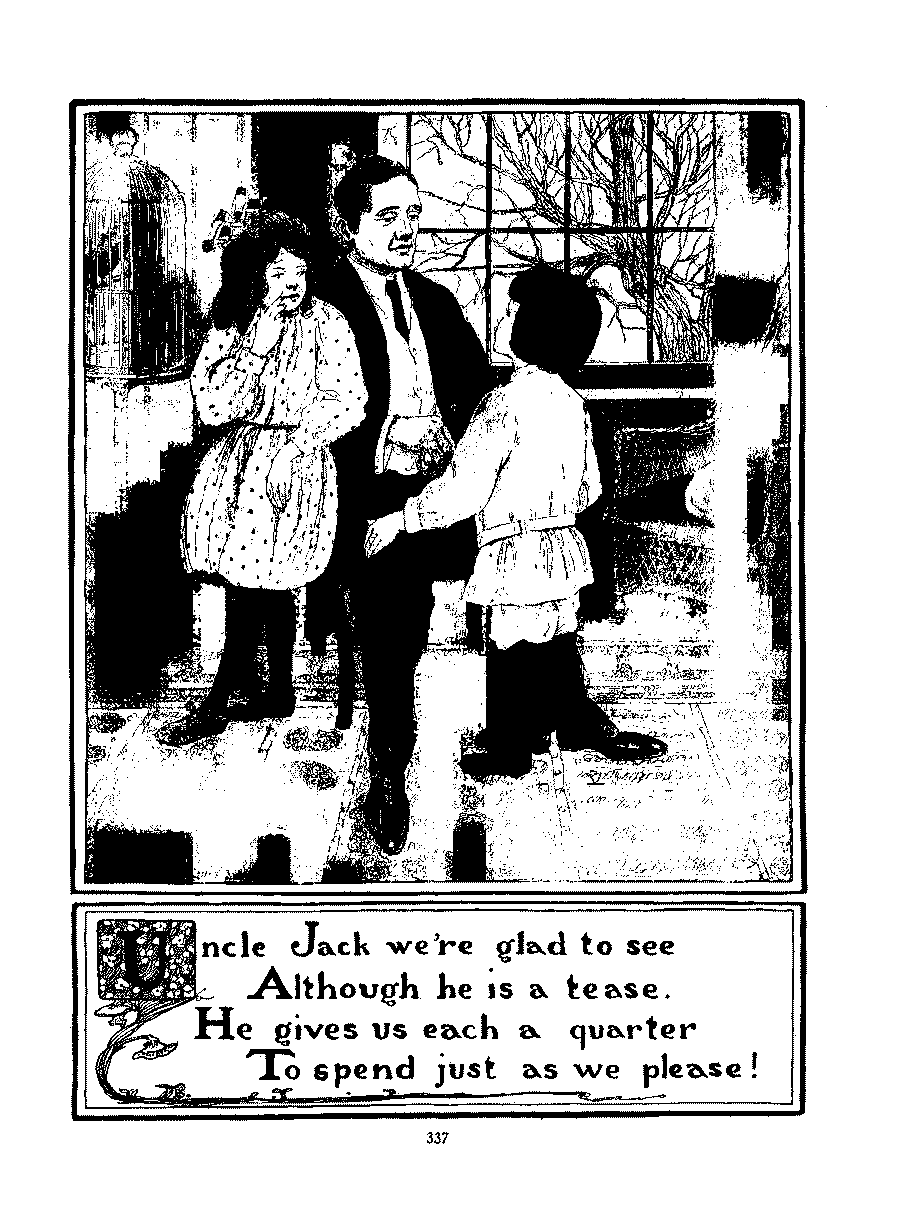 Uncle Jack we're glad to see
Although he is a tease.
He gives us each a quarter
To spend just as we please!
337